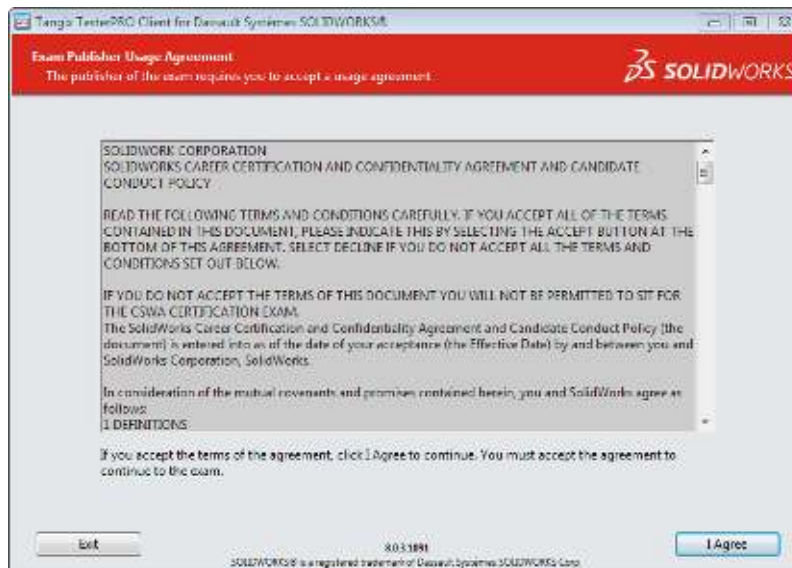 Tangix TesterPRO Client for Dassault Systèmes SOLIDWORKS®
Exam Publisher Usage Agreement
The publisher of the exam requires you to accept a usage agreement
SOLIDWORKS
SOLIDWORK CORPORATION
SOLIDWORKS CAREER CERTIFICATION AND CONFIDENTIALITY AGREEMENT AND CANDIDATE
CONDUCT POLICY
READ THE FOLLOWING TERMS AND CONDITIONS CAREFULLY. IF YOU ACCEPT ALL OF THE TERMS
CONTAINED IN THIS DOCUMENT, PLEASE INDICATE THIS BY SELECTING THE ACCEPT BUTTON AT THE
BOTTOM OF THIS AGREEMENT. SELECT DECLINE IF YOU DO NOT ACCEPT ALL THE TERMS AND
CONDITIONS SET OUT BELOW.
IF YOU DO NOT ACCEPT THE TERMS OF THIS DOCUMENT YOU WILL NOT BE PERMITTED TO SIT FOR
THE CSWA CERTIFICATION EXAM.
The SolidWorks Career Certification and Confidentiality Agreement and Candidate Conduct Policy (the
document) is entered into as of the date of your acceptance (the Effective Date) by and between you and
SolidWorks Corporation, SolidWorks.
In consideration of the mutual covenants and promises contained herein, you and SolidWorks agree as
follows:
1 DEFINITIONS
If you accept the terms of the agreement, click I Agree to continue. You must accept the agreement to
continue to the exam.
Exit
8.0.3.1091
I Agree
SOLIDWORKS® is a registered trademark of Dassault Systèmes SOLIDWORKS Corp